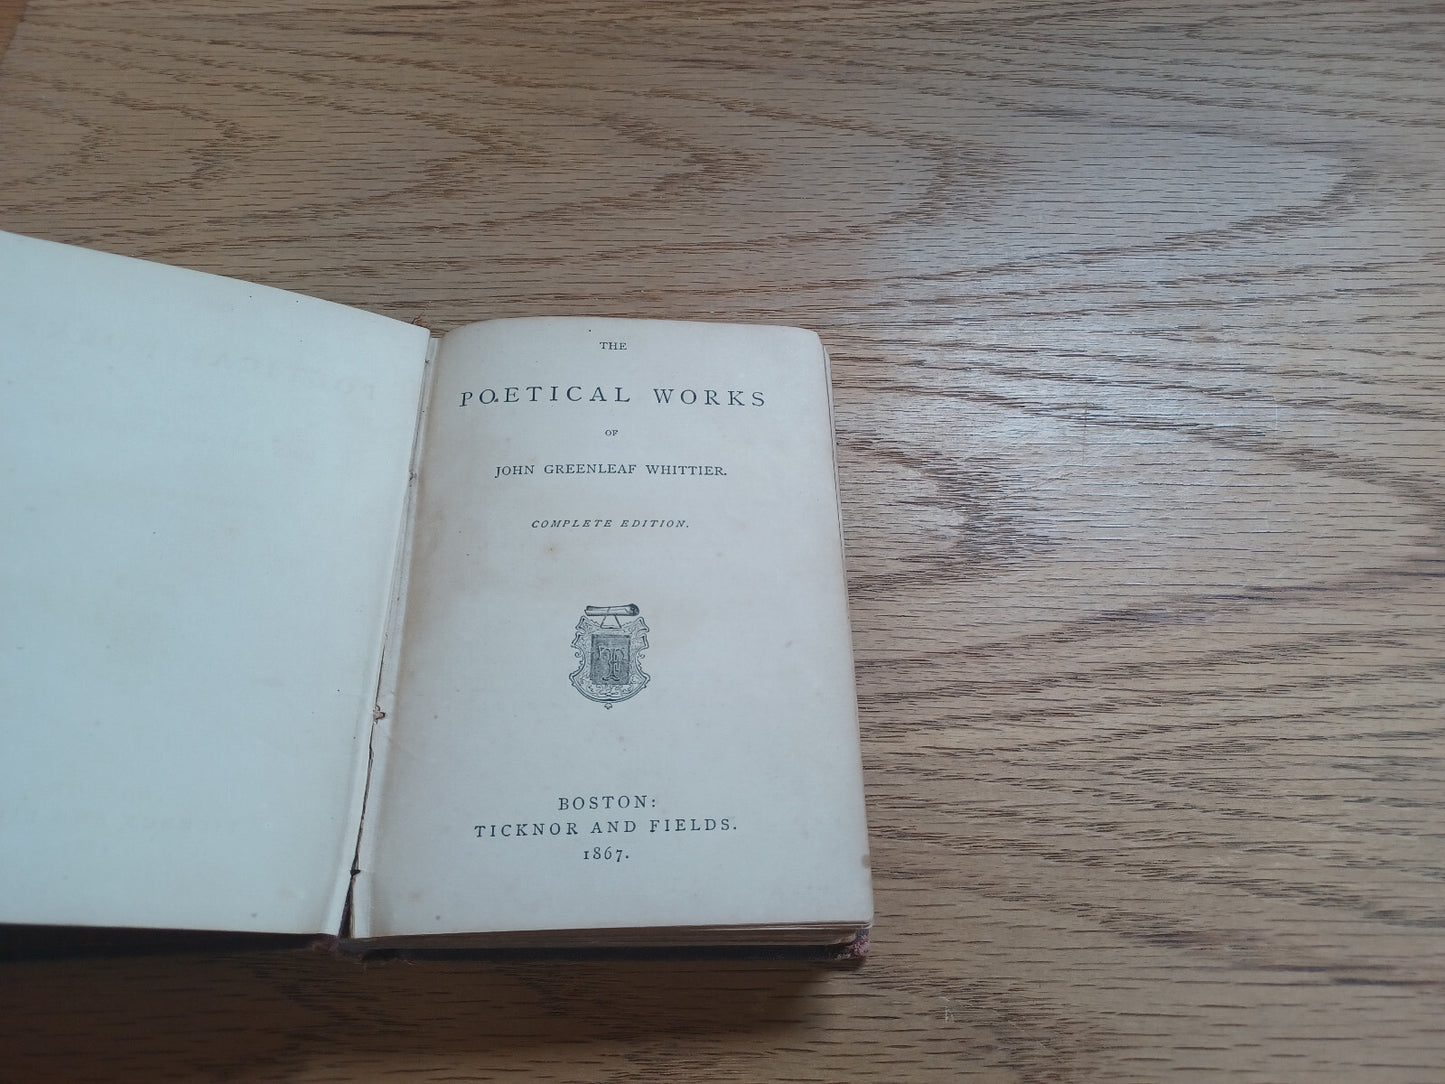 THE
POETICAL WORKS
OF
JOHN GREENLEAF WHITTIER.
COMPLETE EDITION.
BOSTON:
TICKNOR AND FIELDS.
1867.